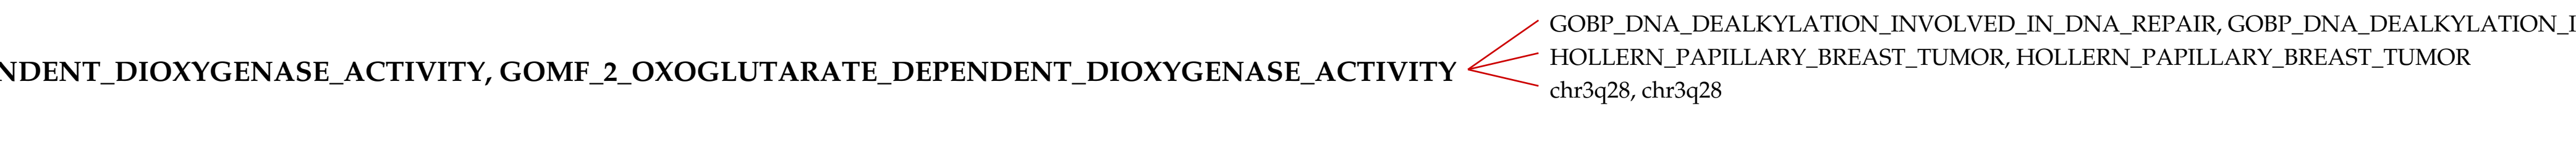 GOBP_DNA_DEALKYLATION_INVOLVED_IN_DNA_REPAIR, GOBP_DNA_DEALKYLATION_I
HOLLERN_PAPILLARY_BREAST_TUMOR, HOLLERN_PAPILLARY_BREAST_TUMOR
NDENT_DIOXYGENASE_ACTIVITY, GOMF_2_OXOGLUTARATE_DEPENDENT_DIOXYGENASE_ACTIVITY
chr3q28, chr3q28